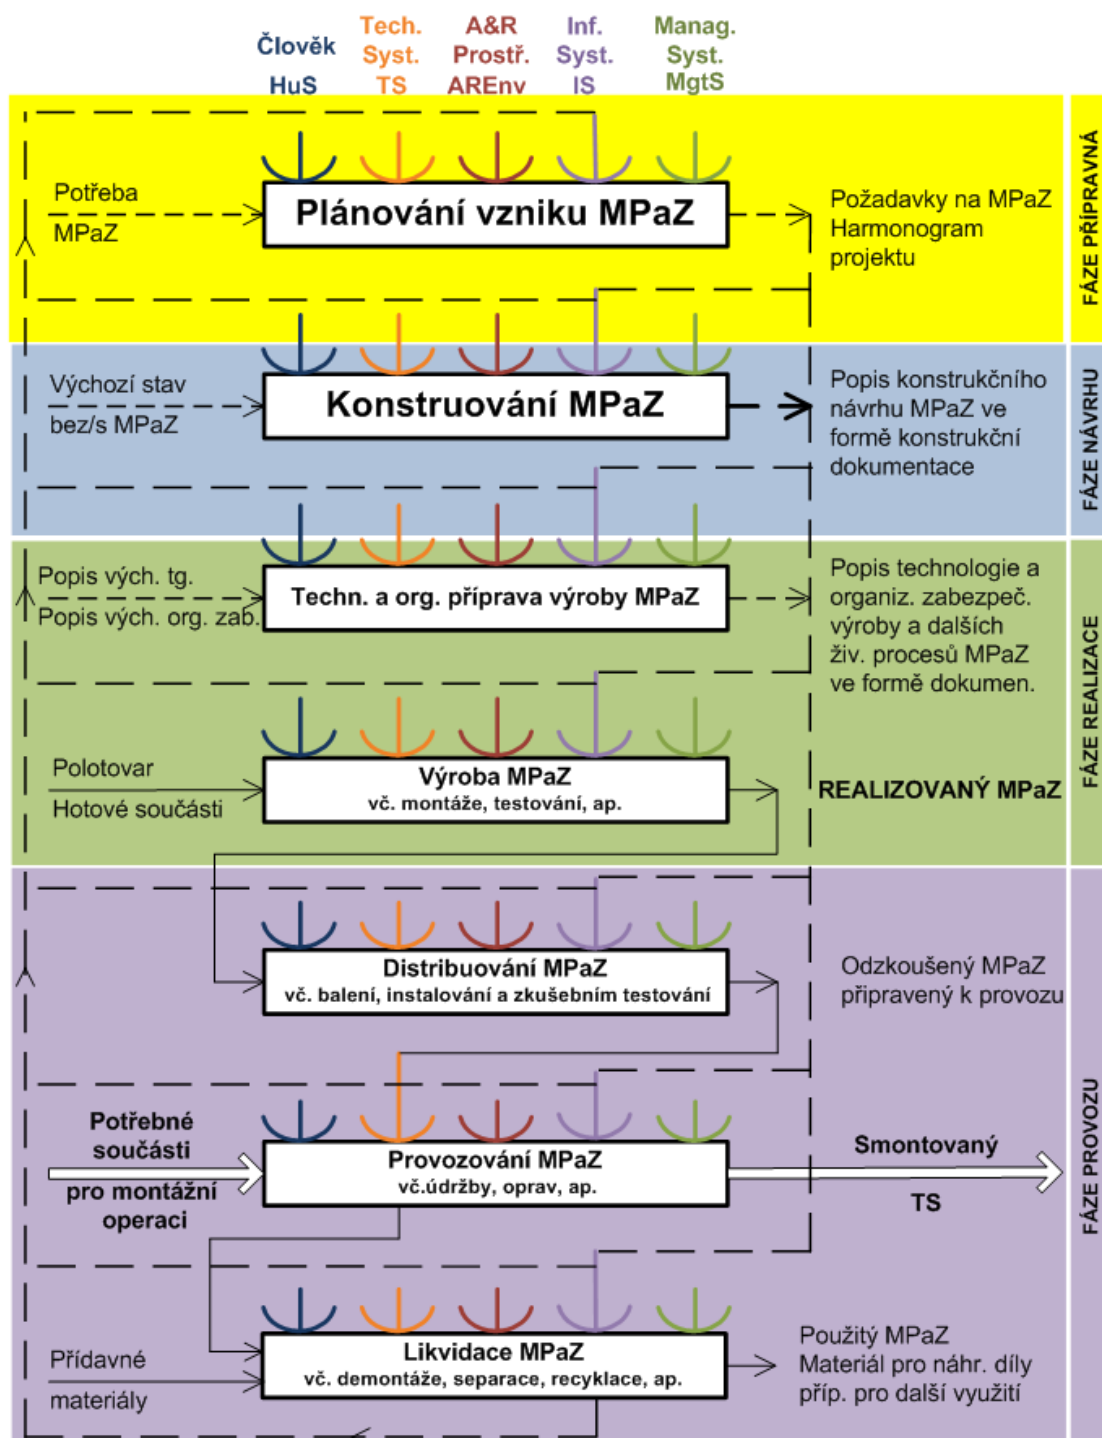 Člověk
HuS
Tech.
Syst.
TS
A&R
Prostř.
AREnv
Inf.
Syst.
IS
Manag.
Syst.
MgtS
Potřeba
MPaZ
Plánování vzniku MPaZ
Požadavky na MPaZ
Harmonogram
projektu
FÁZE PŘÍPRAVNÁ
Výchozí stav
bez/s MPaZ
Konstruování MPaZ
Popis konstrukčního
návrhu MPaZ ve
formě konstrukční
dokumentace
FÁZE NÁVRHU
Popis vých. tg.
Popis vých. org. zab.
Techn. a org. příprava výroby MPaZ
Popis technologie a
organiz. zabezpeč.
výroby a dalších
živ. procesů MPaZ
ve formě dokumen.
FÁZE REALIZACE
Polotovar
Hotové součásti
Výroba MPaZ
vč. montáže, testování, ap.
REALIZOVANÝ MPaZ
Distribuování MPaZ
vč. balení, instalování a zkušebním testování
Odzkoušený MPaZ
připravený k provozu
Potřebné
součásti
pro montážní
operaci
Provozování MPaZ
vč.údržby, oprav, ap.
Smontovaný
TS
FÁZE PROVOZU
Přídavné
materiály
Likvidace MPaZ
vč. demontáže, separace, recyklace, ap.
Použitý MPaZ
Materiál pro náhr. díly
příp. pro další využití